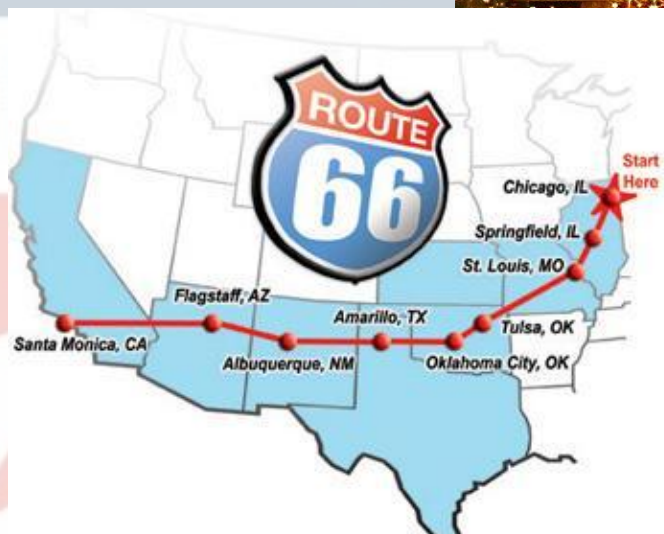 ROUTE
66
Start
Here
Chicago, IL
Springfield, IL
St. Louis, MO
Flagstaff, AZ
Amarillo, TX
Tulsa, OK
Santa Monica, CA
Albuquerque, NM
Oklahoma City, OK